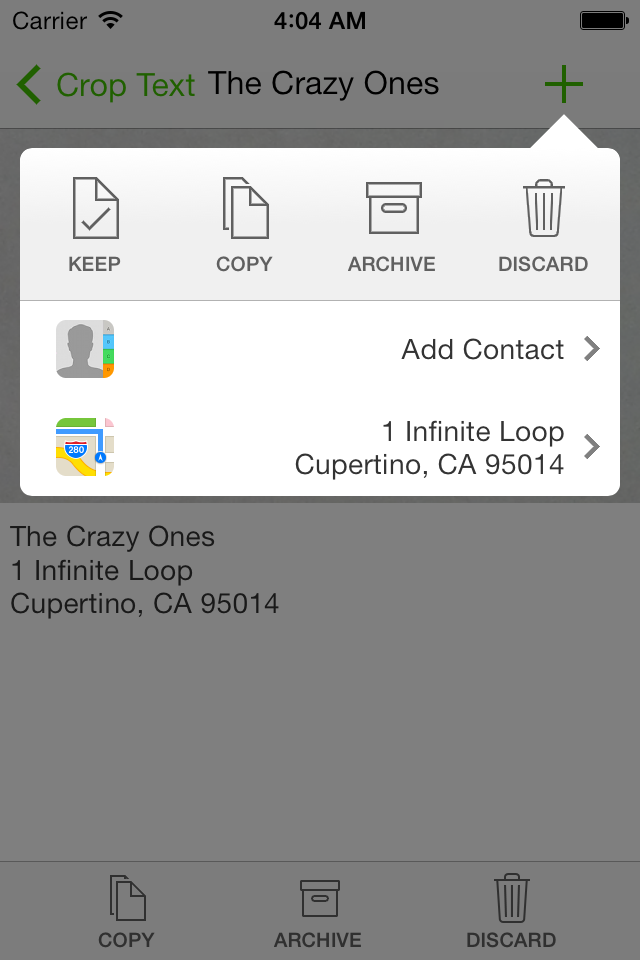 Carrier 4:04 AM
Crop Text The Crazy Ones
KEEP COPY ARCHIVE DISCARD
Add Contact
280
1 Infinite Loop
Cupertino, CA 95014
The Crazy Ones
1 Infinite Loop
Cupertino, CA 95014
COPY ARCHIVE DISCARD